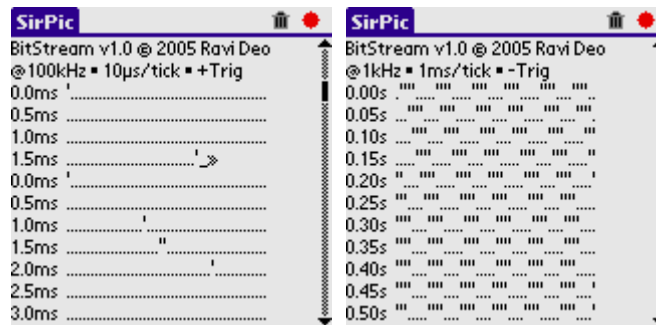 SirPic
BitStream v1.0 © 2005 Ravi Deo
@100kHz ▪ 10µs/tick ▪ +Trig
0.0ms '..................................................
0.5ms ..................................................
1.0ms ..................................................
1.5ms .................................'_»
0.0ms '..................................................
0.5ms ..................................................
1.0ms ....................'..............................
1.5ms ........................''.........................
2.0ms .....................................'.............
2.5ms ..................................................
3.0ms ..................................................
SirPic
BitStream v1.0 © 2005 Ravi Deo
@1kHz ▪ 1ms/tick ▪ -Trig
0.00s
0.05s
0.10s
0.15s
0.20s
0.25s
0.30s
0.35s
0.40s
0.45s
0.50s